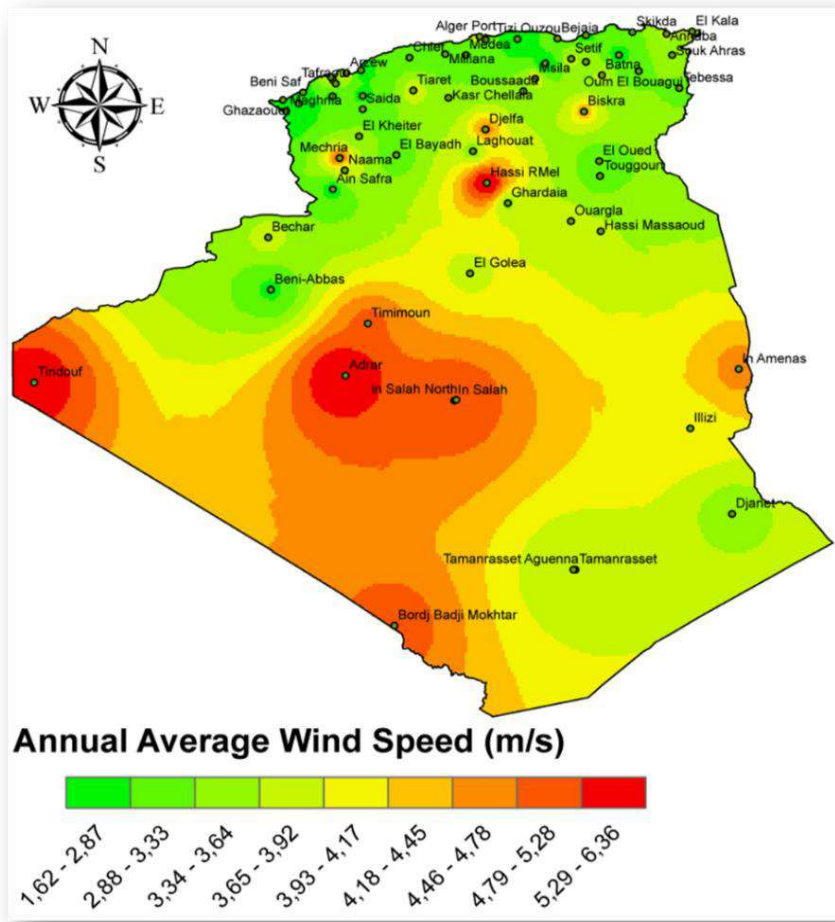 N
W E
S
Alger Port Tizi Ouzou Bejaia Skikda El Kala
Annaba
Chlef Miliana Medea Setif Souk Ahras
Beni Saf Tafraoui Arzew Msila Batna
Tiaret Boussaada Oum El Bouagui Tebessa
Ghazaouet Maghnia Saida Kasr Chellala
Biskra
El Kheiter Djelfa
Mechria El Bayadh Laghouat El Oued
Naama Touggourt
Ain Safra Hassi RMel
Ghardaia
Ouargla
Bechar Hassi Massaoud
El Golea
Beni-Abbas
Timimoun
Tindouf Adrar In Amenas
in Salah North In Salah
Illizi
Djanet
Tamanrasset Aguenna Tamanrasset
Bordj Badji Mokhtar
Annual Average Wind Speed (m/s)
1,62 - 2,87
2,88 - 3,33
3,34 - 3,64
3,65 - 3,92
3,93 - 4,17
4,18 - 4,45
4,46 - 4,78
4,79 - 5,28
5,29 - 6,36